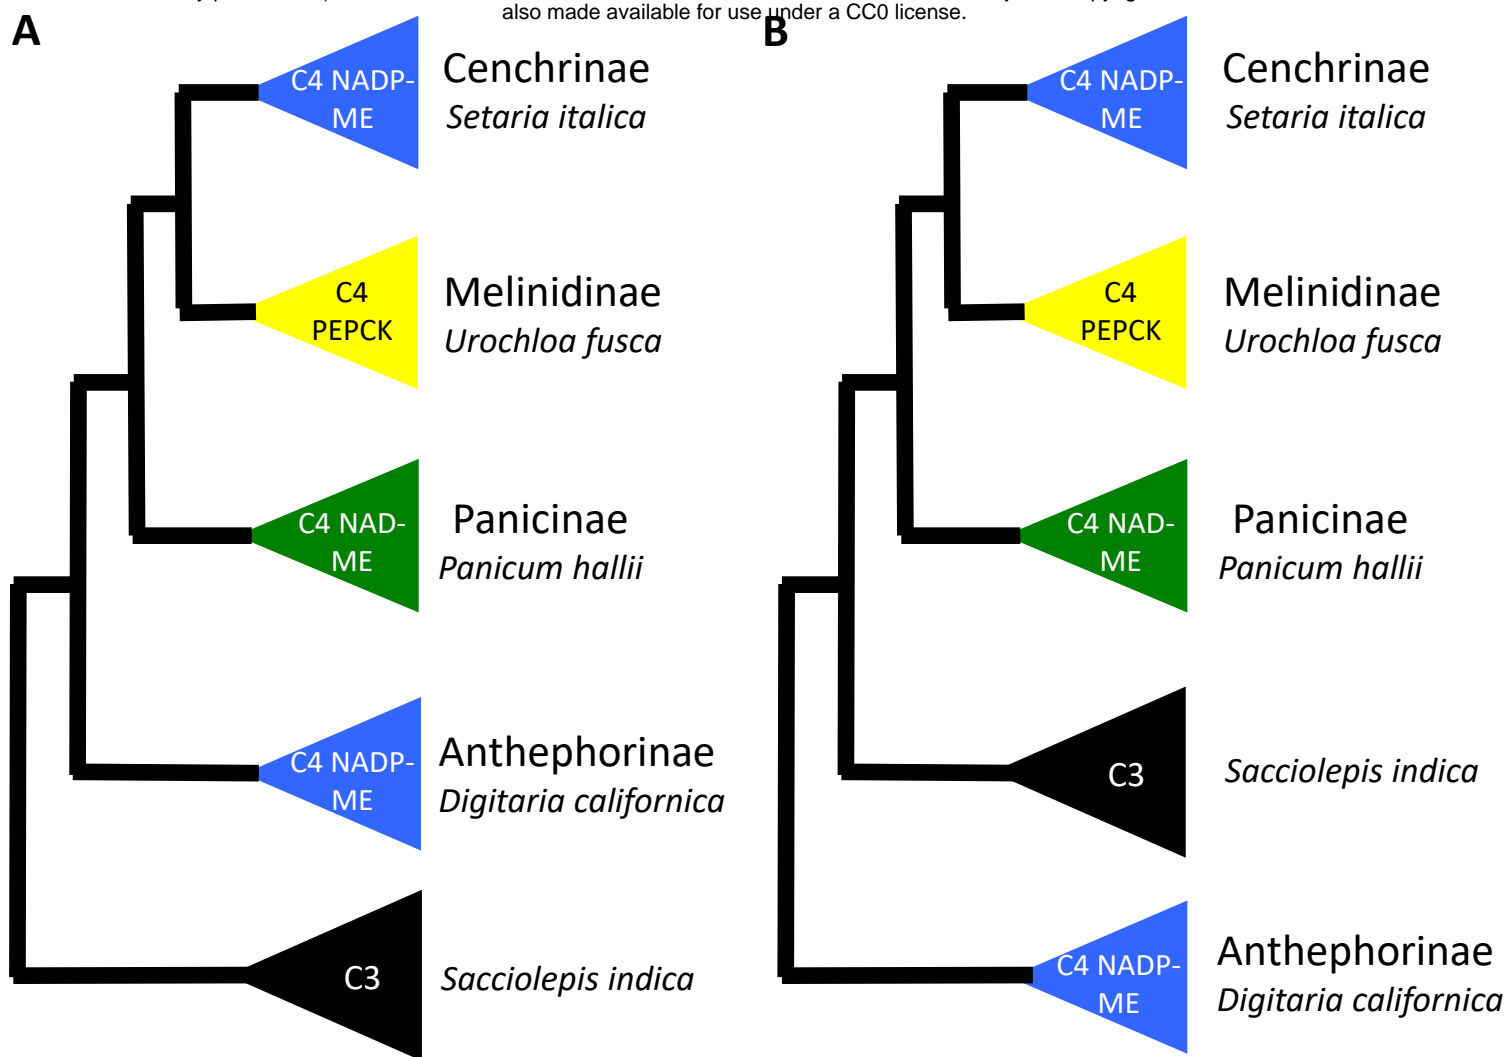 also made available for use under a CC0 license.
A
C4 NADP-
ME
Cenchrinae
Setaria italica
C4
PEPCK
Melinidinae
Urochloa fusca
C4 NAD-
ME
Panicinae
Panicum hallii
C4 NADP-
ME
Anthephorinae
Digitaria californica
C3
Sacciolepis indica
B
C4 NADP-
ME
Cenchrinae
Setaria italica
C4
PEPCK
Melinidinae
Urochloa fusca
C4 NAD-
ME
Panicinae
Panicum hallii
C3
Sacciolepis indica
C4 NADP-
ME
Anthephorinae
Digitaria californica